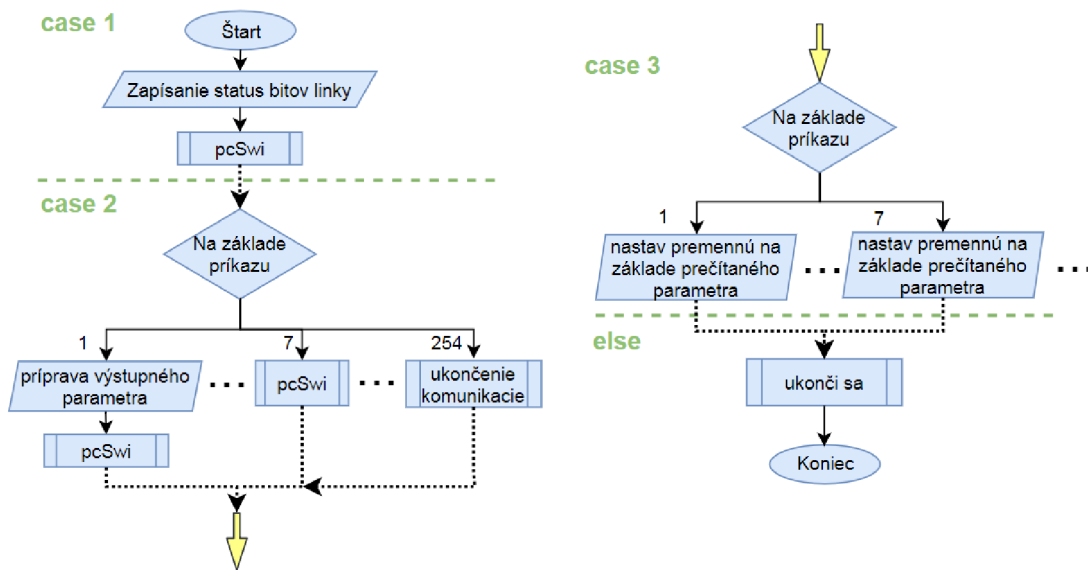 case 1
Štart
Zapísanie status bitov linky
pcSwi
case 2
Na základe
príkazu
1
7
254
príprava výstupného
parametra
...
pcSwi
...
ukončenie
komunikacie
pcSwi
case 3
Na základe
príkazu
1
7
nastav premennú na
základe prečítaného
parametra
...
nastav premennú na
základe prečítaného
parametra
...
else
ukonči sa
Koniec